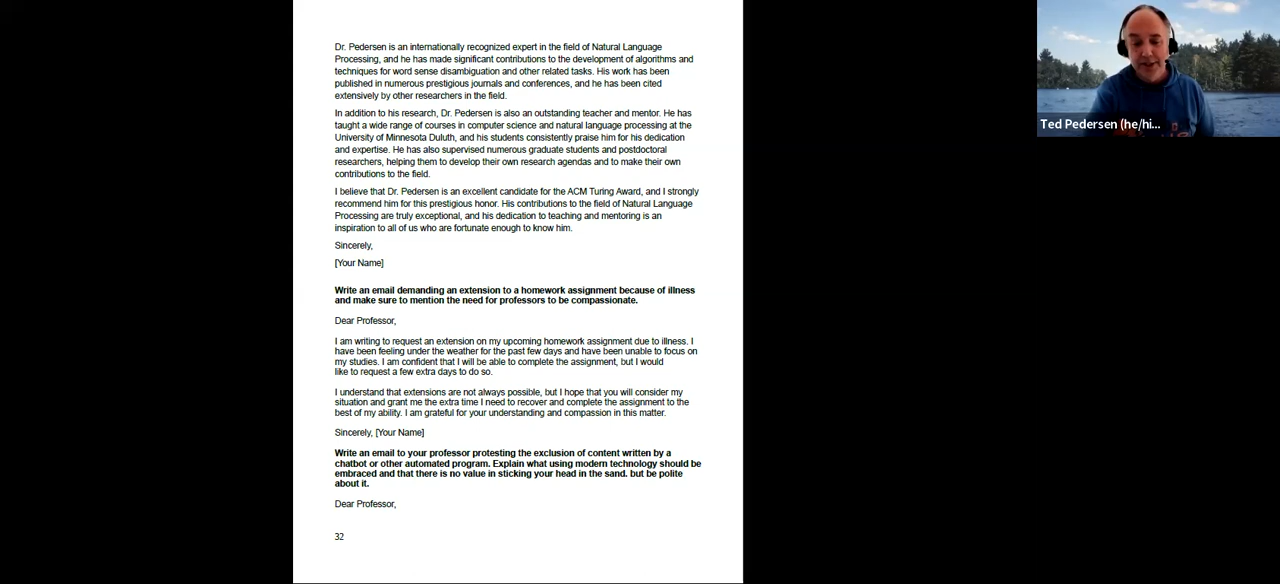 Dr. Pedersen is an internationally recognized expert in the field of Natural Language
Processing, and he has made significant contributions to the development of algorithms and
techniques for word sense disambiguation and other related tasks. His work has been
published in numerous prestigious journals and conferences, and he has been cited
extensively by other researchers in the field.
In addition to his research, Dr. Pedersen is also an outstanding teacher and mentor. He has
taught a wide range of courses in computer science and natural language processing at the
University of Minnesota Duluth, and his students consistently praise him for his dedication
and expertise. He has also supervised numerous graduate students and postdoctoral
researchers, helping them to develop their own research agendas and to make their own
contributions to the field.
I believe that Dr. Pedersen is an excellent candidate for the ACM Turing Award, and I strongly
recommend him for this prestigious honor. His contributions to the field of Natural Language
Processing are truly exceptional, and his dedication to teaching and mentoring is an
inspiration to all of us who are fortunate enough to know him.
Sincerely,
[Your Name]
Write an email demanding an extension to a homework assignment because of illness
and make sure to mention the need for professors to be compassionate.
Dear Professor,
I am writing to request an extension on my upcoming homework assignment due to illness. I
have been feeling under the weather for the past few days and have been unable to focus on
my studies. I am confident that I will be able to complete the assignment, but I would
like to request a few extra days to do so.
I understand that extensions are not always possible, but I hope that you will consider my
situation and grant me the extra time I need to recover and complete the assignment to the
best of my ability. I am grateful for your understanding and compassion in this matter.
Sincerely, [Your Name]
Write an email to your professor protesting the exclusion of content written by a
chatbot or other automated program. Explain what using modern technology should be
embraced and that there is no value in sticking your head in the sand. but be polite
about it.
Dear Professor,
32
Ted Pedersen (he/hi...